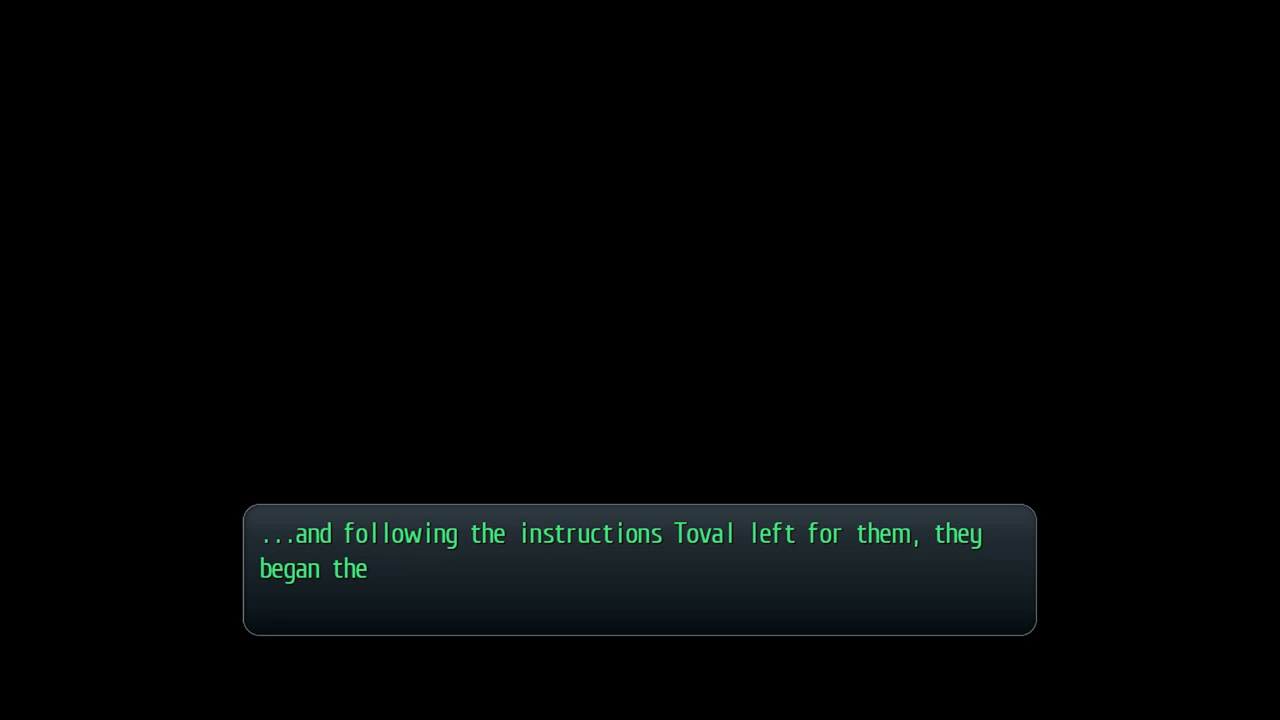 ...and following the instructions Toval left for them, they
began the